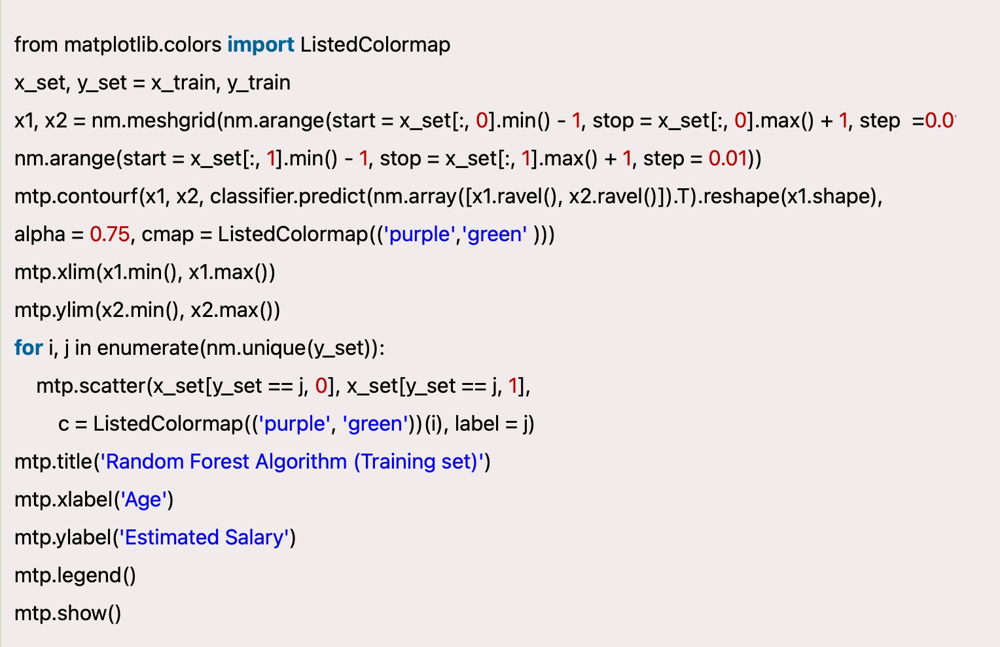 from matplotlib.colors import ListedColormap
x_set, y_set = x_train, y_train
x1, x2 = nm.meshgrid(nm.arange(start = x_set[:, 0].min() - 1, stop = x_set[:, 0].max() + 1, step  =0.0
nm.arange(start = x_set[:, 1].min() - 1, stop = x_set[:, 1].max() + 1, step = 0.01))
mtp.contourf(x1, x2, classifier.predict(nm.array([x1.ravel(), x2.ravel()]).T).reshape(x1.shape),
alpha = 0.75, cmap = ListedColormap(('purple','green' )))
mtp.xlim(x1.min(), x1.max())
mtp.ylim(x2.min(), x2.max())
for i, j in enumerate(nm.unique(y_set)):
    mtp.scatter(x_set[y_set == j, 0], x_set[y_set == j, 1],
        c = ListedColormap(('purple', 'green'))(i), label = j)
mtp.title('Random Forest Algorithm (Training set)')
mtp.xlabel('Age')
mtp.ylabel('Estimated Salary')
mtp.legend()
mtp.show()